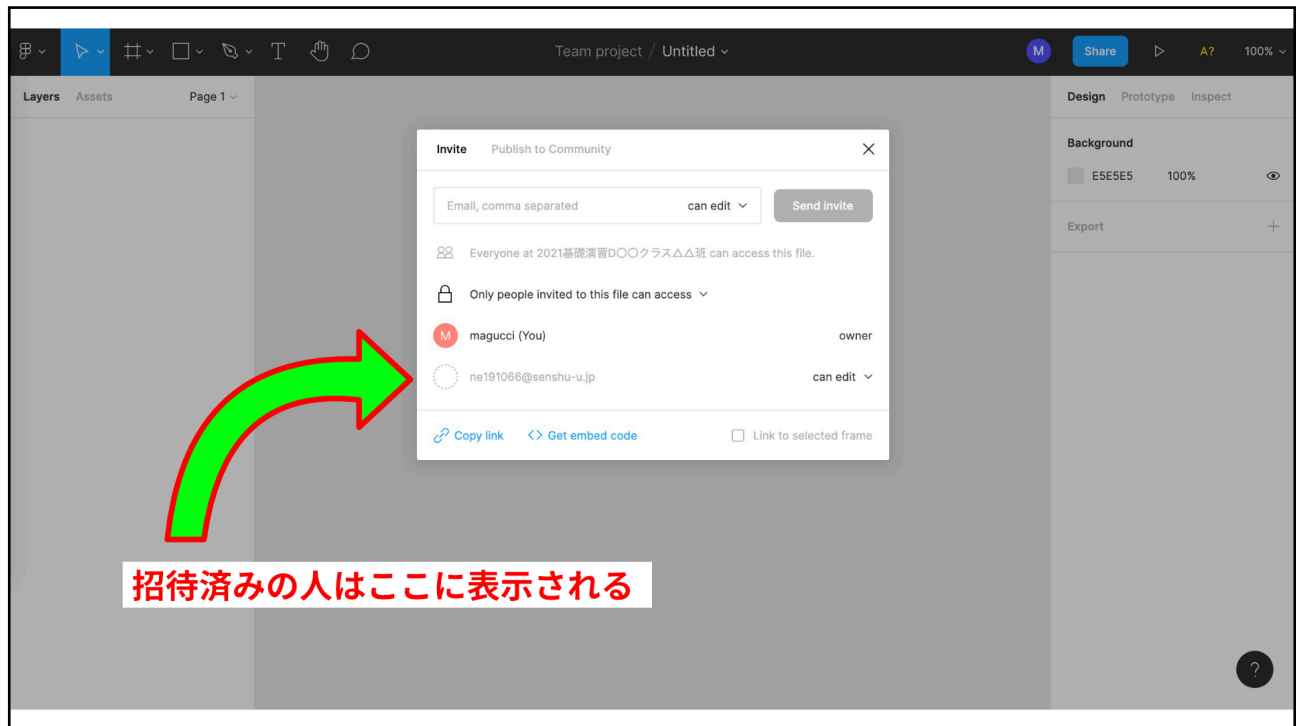 Team project / Untitled
M
Share
A?
100%
Layers
Assets
Page 1
Design
Prototype
Inspect
Background
E5E5E5
100%
Export
Invite
Publish to Community
Email, comma separated
can edit
Send invite
Everyone at 2021基礎演習D〇〇クラス△△班 can access this file.
Only people invited to this file can access
M
magucci (You)
owner
ne191066@senshu-u.jp
can edit
Copy link
<> Get embed code
Link to selected frame
招待済みの人はここに表示される
?